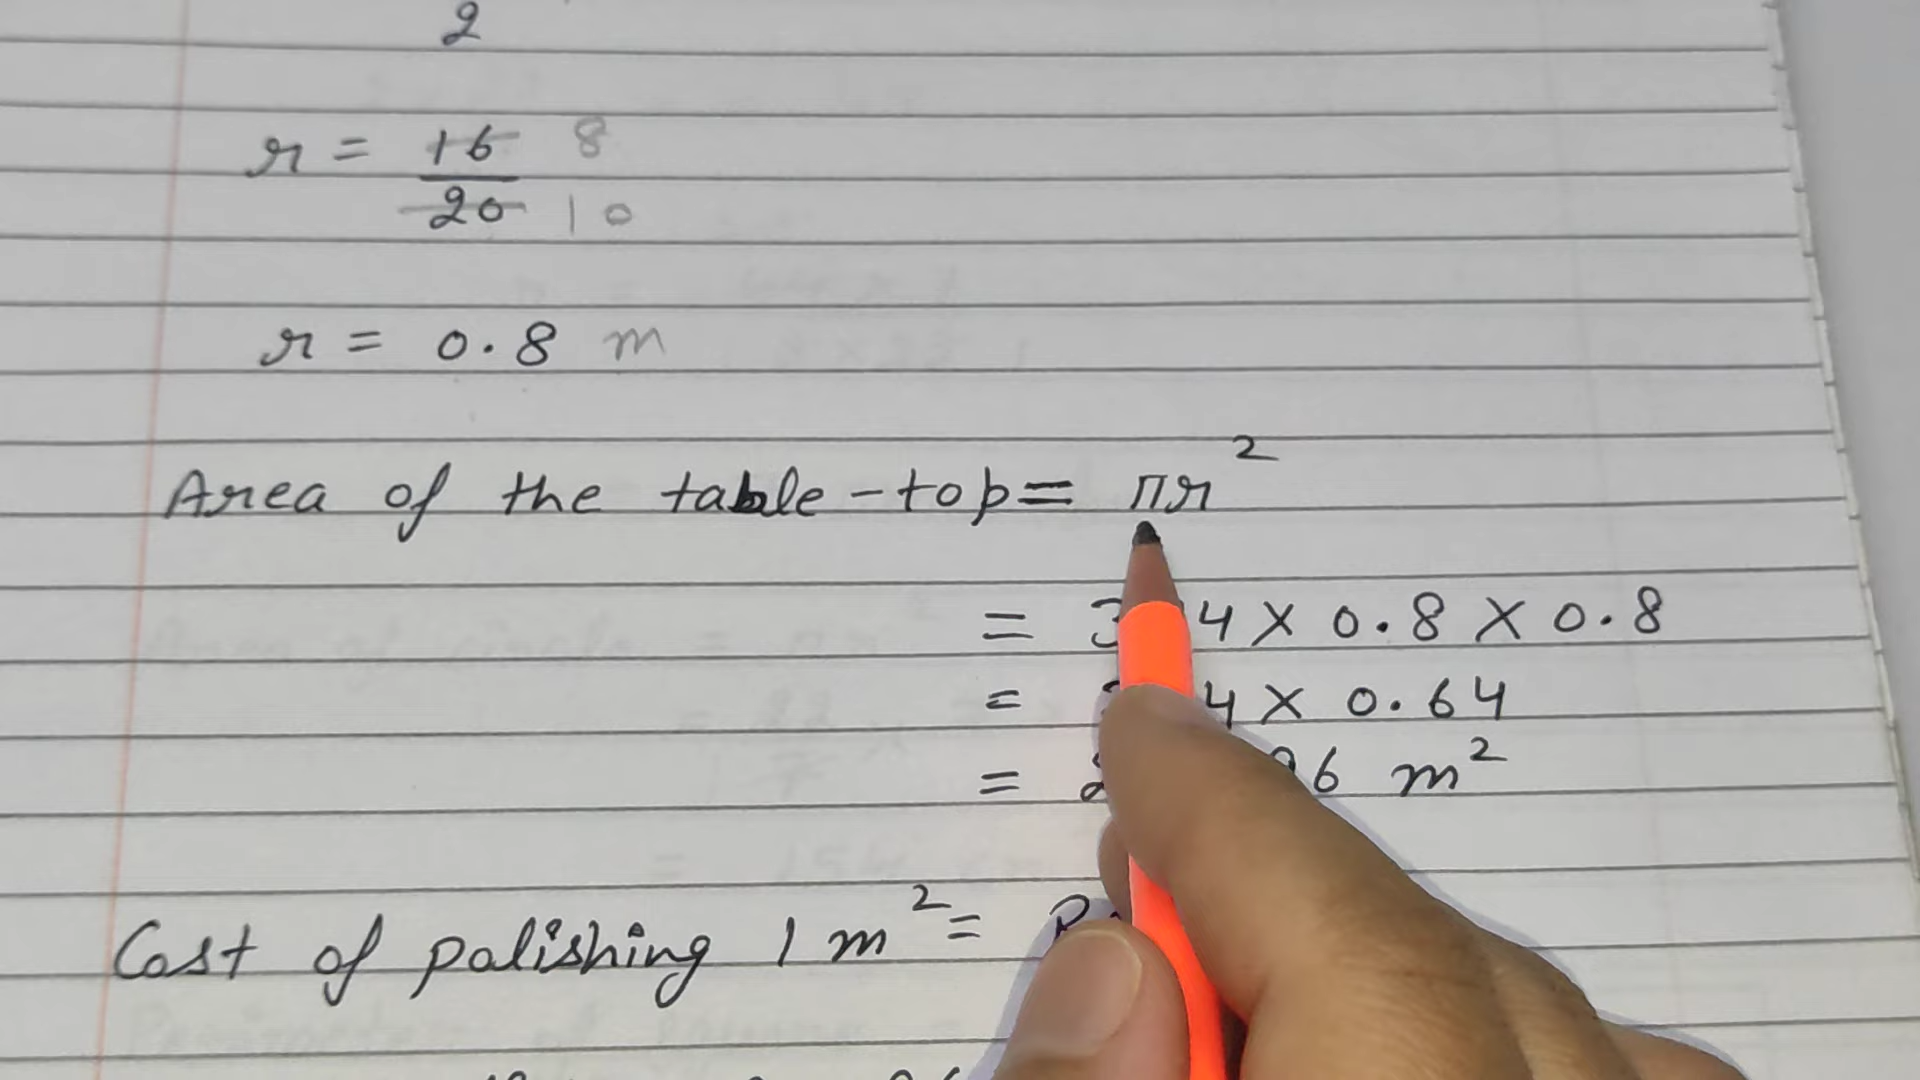 2
r = 16 8
20 10
r = 0.8 m
Area of the table-top = πr²
= 4 × 0.8 × 0.8
= 4 × 0.64
= 6 m²
Cost of polishing 1 m² =